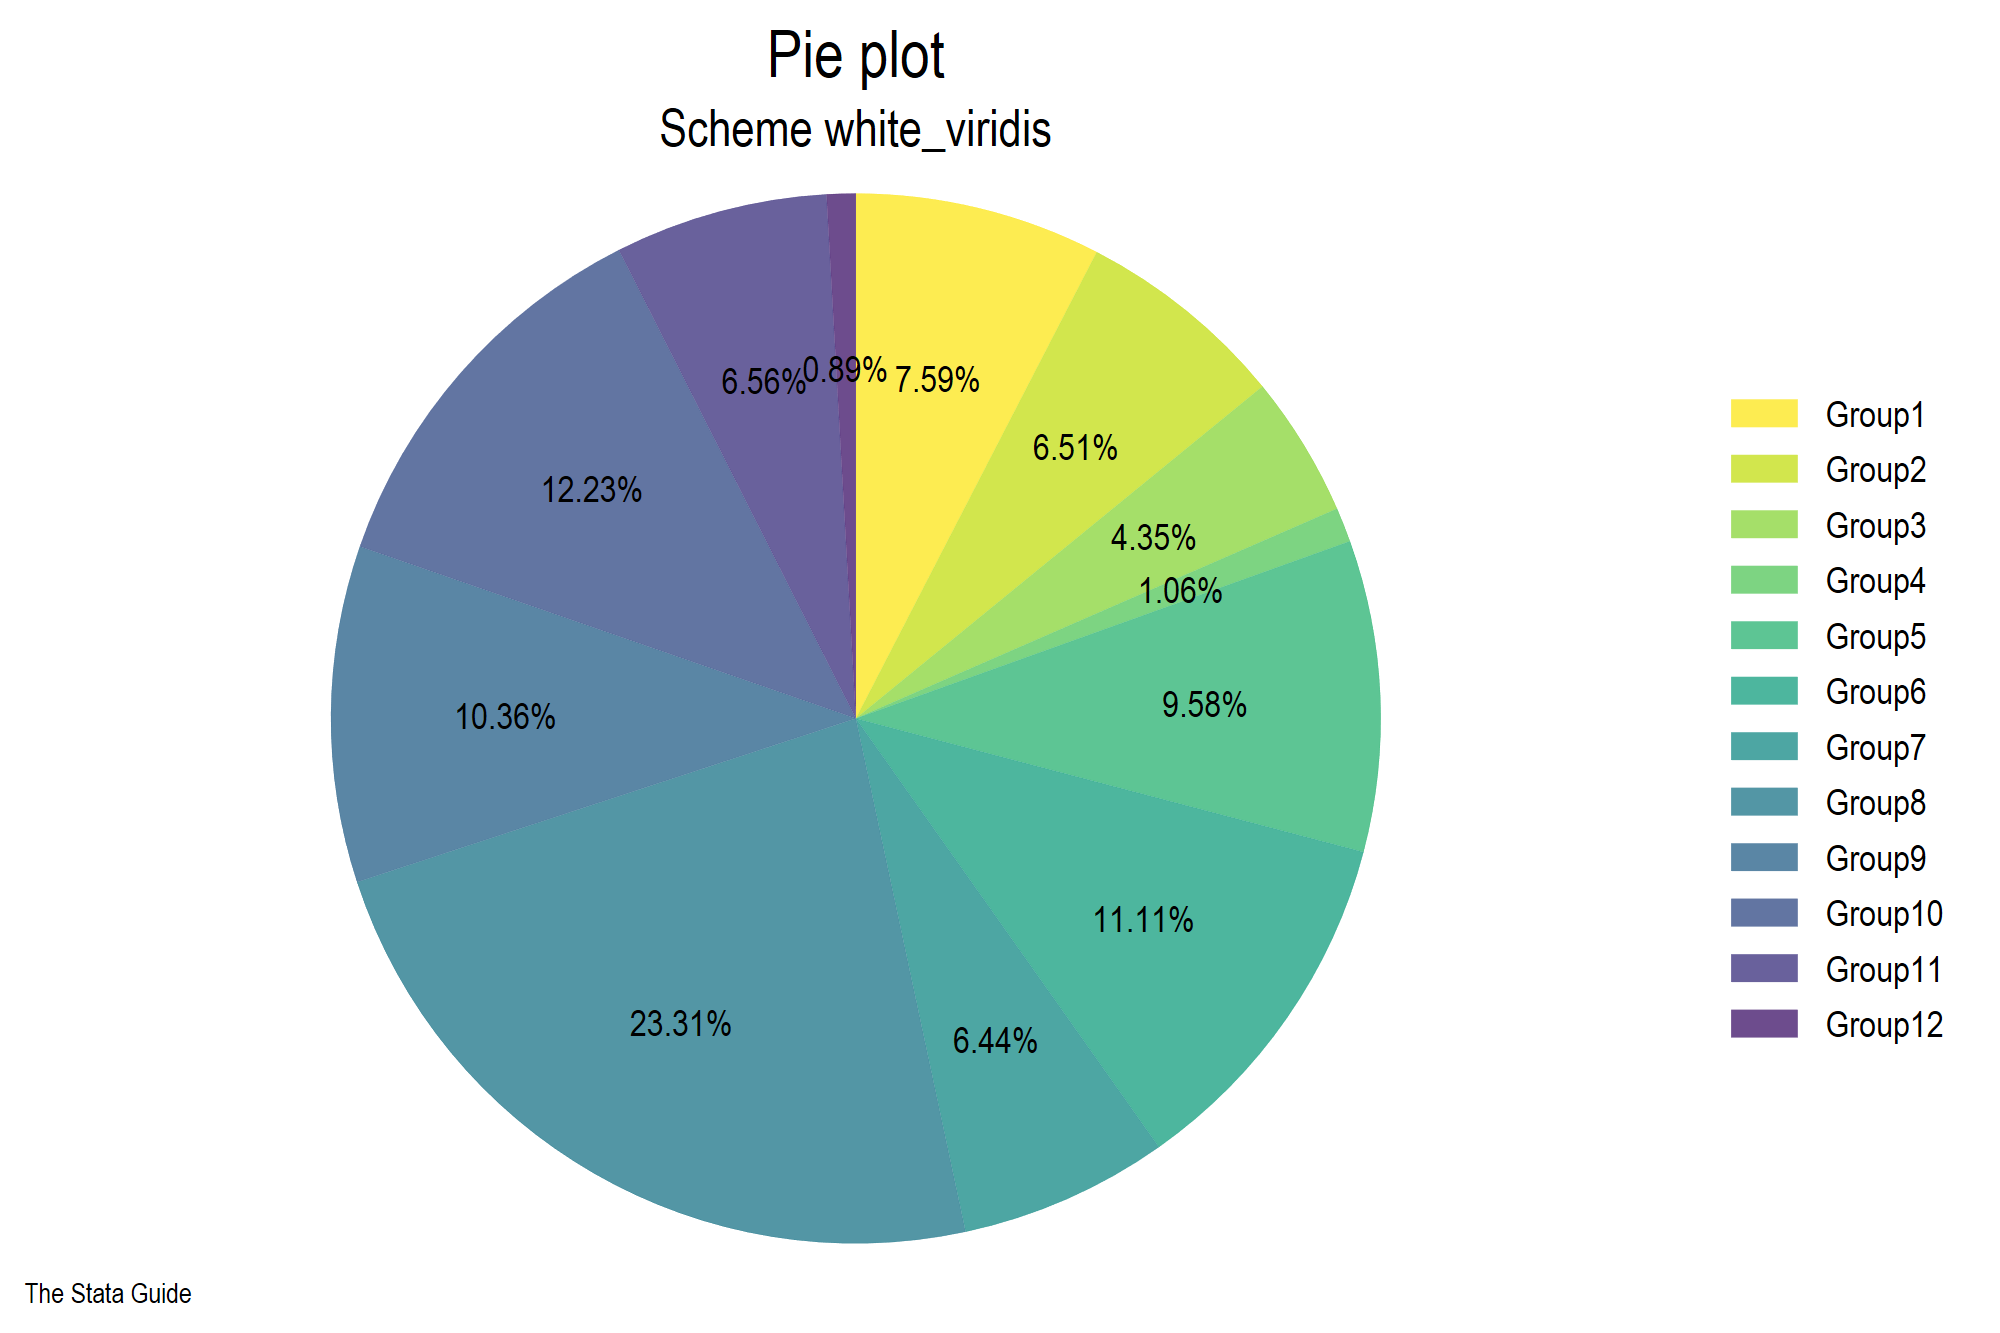 Pie plot
Scheme white_viridis
6.56%
0.89%
7.59%
6.51%
12.23%
4.35%
1.06%
10.36%
9.58%
11.11%
23.31%
6.44%
Group1
Group2
Group3
Group4
Group5
Group6
Group7
Group8
Group9
Group10
Group11
Group12
The Stata Guide